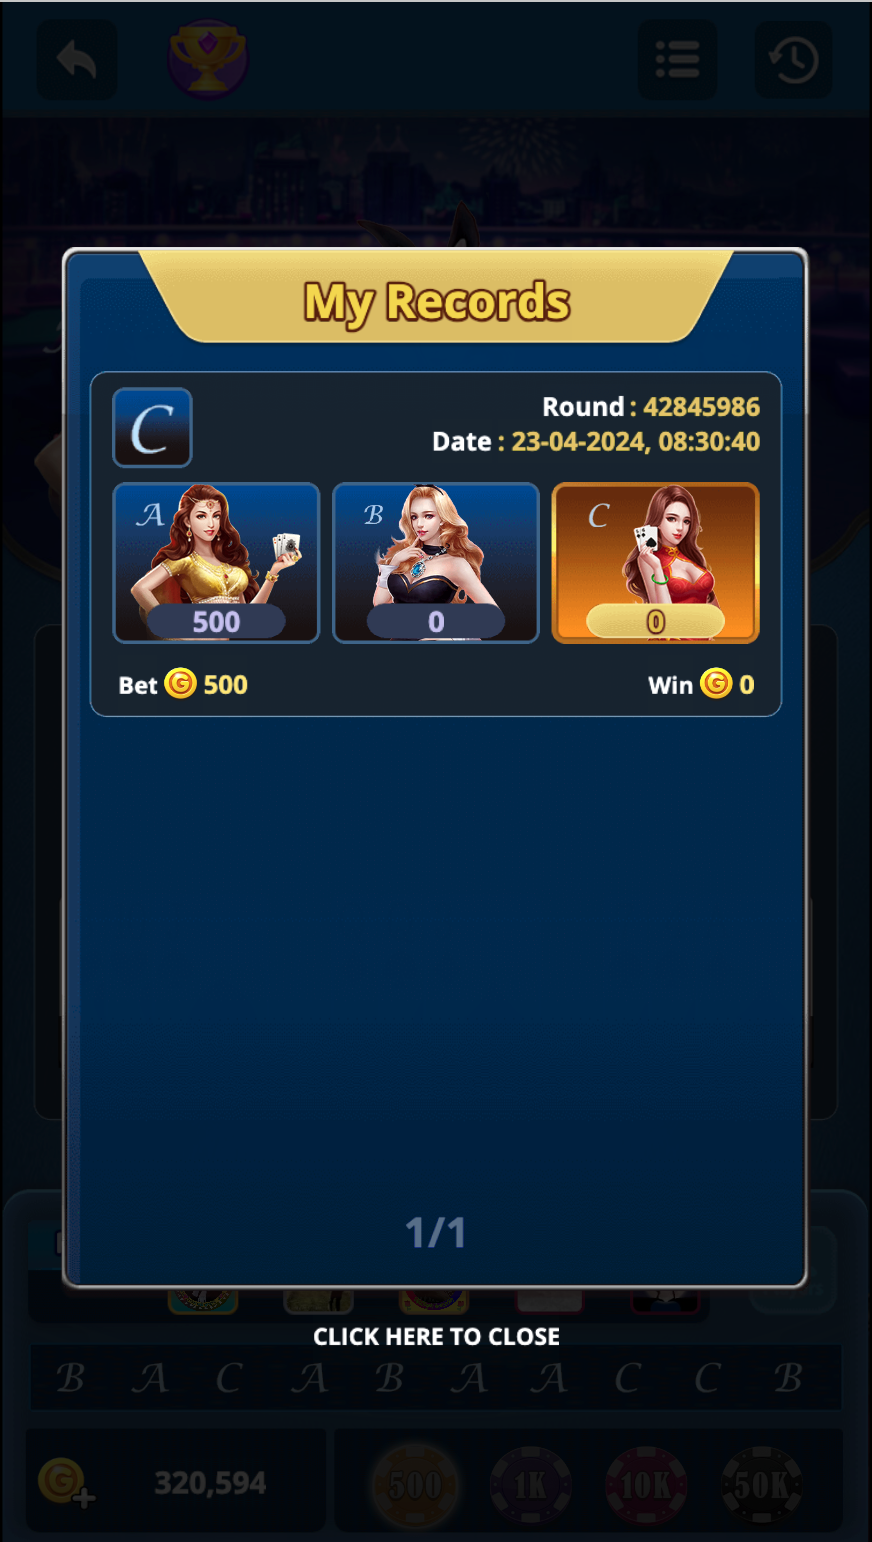 My Records
C
Round : 42845986
Date : 23-04-2024, 08:30:40
A B C
500 0 0
Bet G 500 Win G 0
1/1
CLICK HERE TO CLOSE
B A C A B A A C C B
G 320,594 500 1K 10K 50K